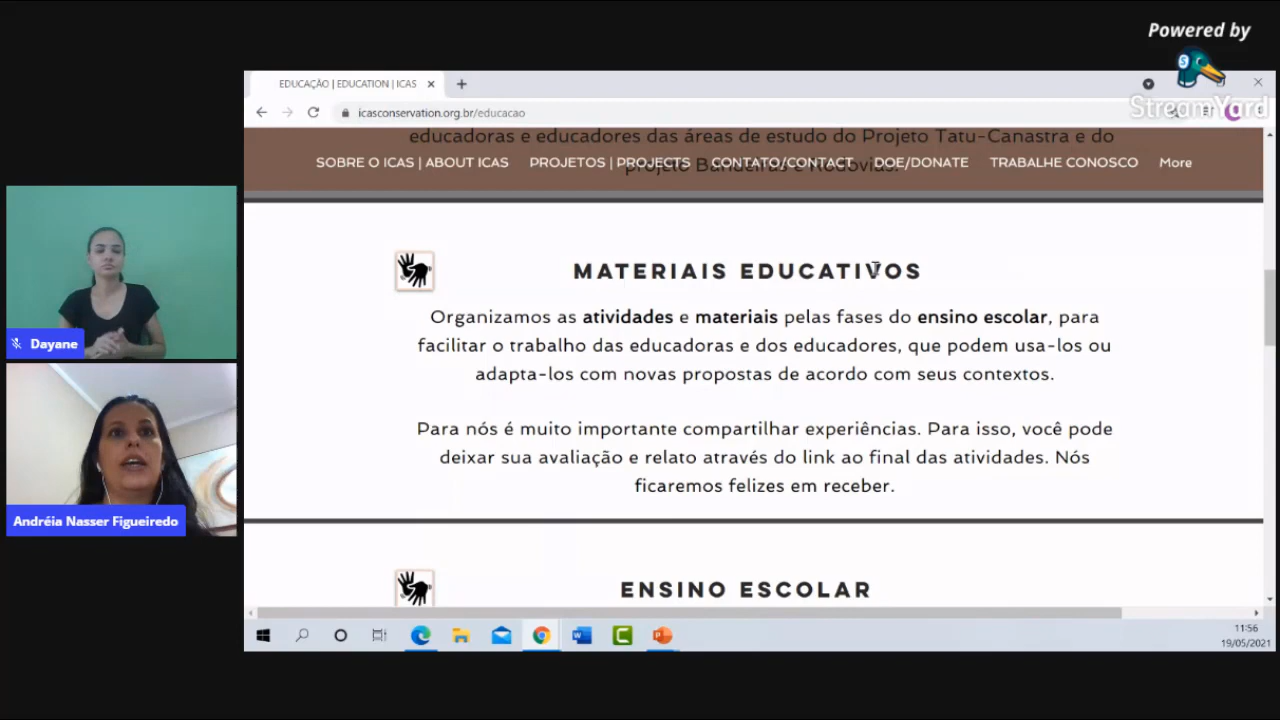 Powered by
StreamYard
EDUCAÇÃO | EDUCATION | ICAS
icasconservation.org.br/educacao
educadoras e educadores das áreas de estudo do Projeto Tatu-Canastra e do
projeto Bandeiras e Rodovias.
SOBRE O ICAS | ABOUT ICAS PROJETOS | PROJECTS CONTATO/CONTACT DOE/DONATE TRABALHE CONOSCO More
MATERIAIS EDUCATIVOS
Organizamos as atividades e materiais pelas fases do ensino escolar, para
facilitar o trabalho das educadoras e dos educadores, que podem usa-los ou
adapta-los com novas propostas de acordo com seus contextos.
Para nós é muito importante compartilhar experiências. Para isso, você pode
deixar sua avaliação e relato através do link ao final das atividades. Nós
ficaremos felizes em receber.
ENSINO ESCOLAR
Dayane
Andréia Nasser Figueiredo
11:56
19/05/2021